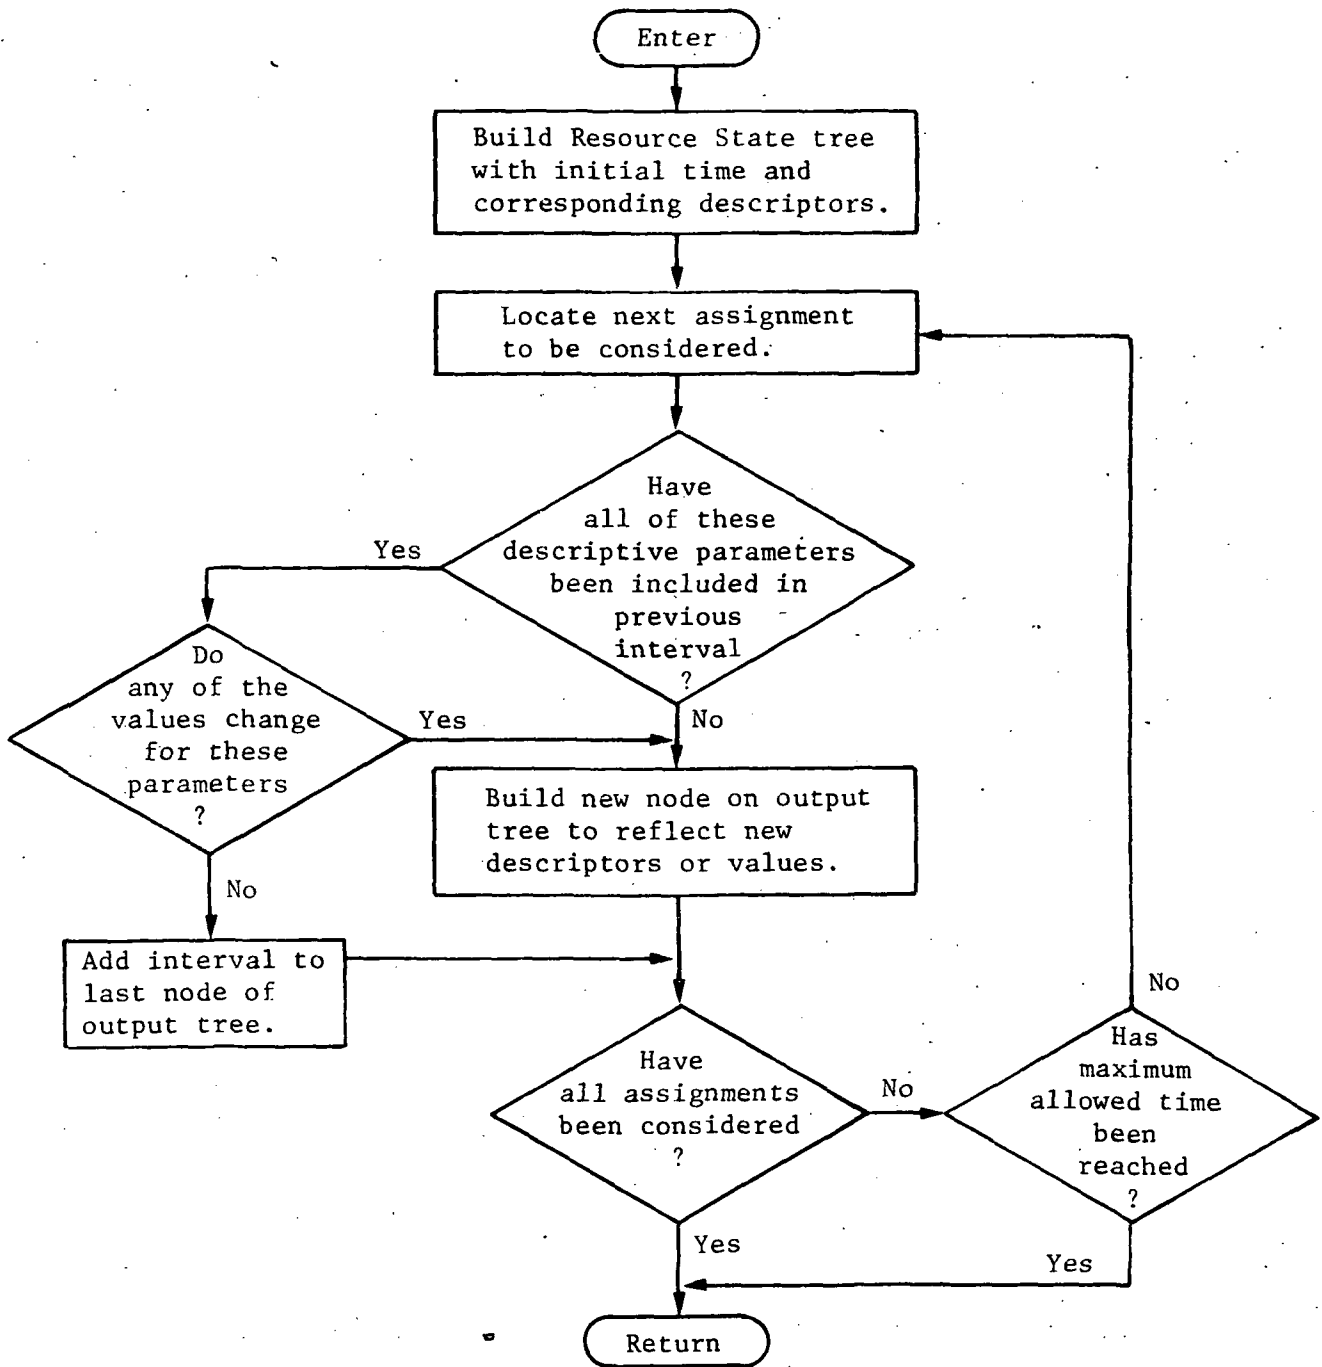 Enter
Build Resource State tree
with initial time and
corresponding descriptors.
Locate next assignment
to be considered.
Have
all of these
descriptive parameters
been included in
previous
interval
?
Yes
No
Do
any of the
values change
for these
parameters
?
Yes
No
Build new node on output
tree to reflect new
descriptors or values.
Add interval to
last node of
output tree.
Have
all assignments
been considered
?
No
Yes
Has
maximum
allowed time
been
reached
?
No
Yes
Return